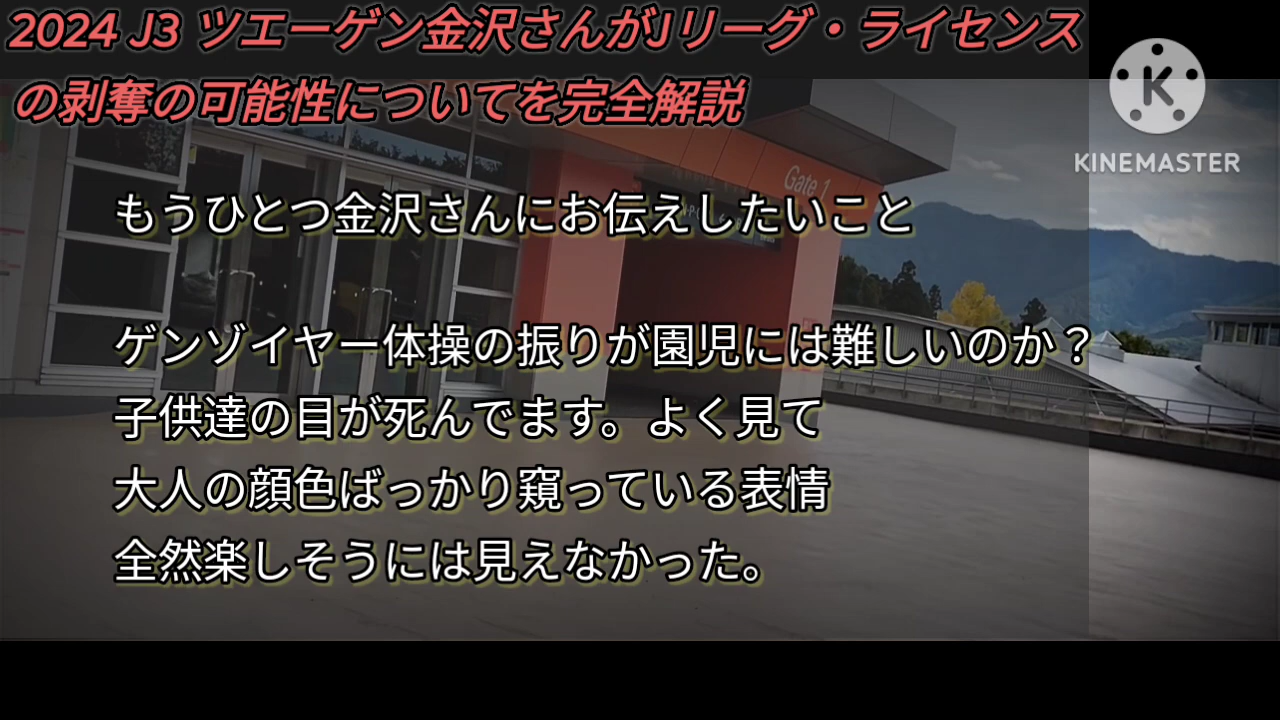 2024 J3 ツエーゲン金沢さんがJリーグ・ライセンス
の剥奪の可能性についてを完全解説
KINEMASTER
Gate 1
もうひとつ金沢さんにお伝えしたいこと
ゲンゾイヤー体操の振りが園児には難しいのか？
子供達の目が死んでます。よく見て
大人の顔色ばっかり窺っている表情
全然楽しそうには見えなかった。